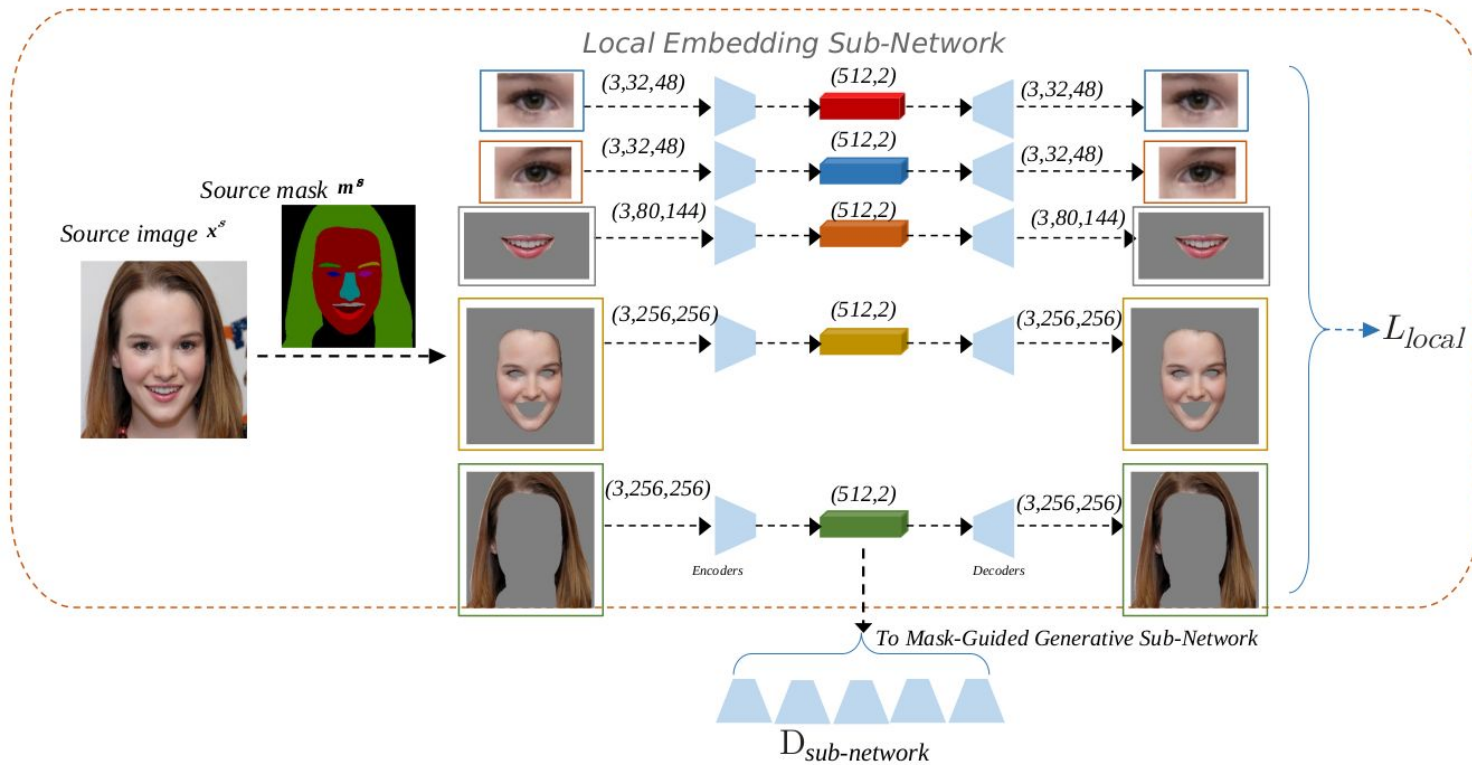 Local Embedding Sub-Network
(3,32,48)
(512,2)
(3,32,48)
(3,32,48)
(512,2)
(3,32,48)
Source mask m^s
(3,80,144)
(512,2)
(3,80,144)
Source image x^s
(3,256,256)
(512,2)
(3,256,256)
L_local
(3,256,256)
(512,2)
(3,256,256)
Encoders
Decoders
To Mask-Guided Generative Sub-Network
D_sub-network